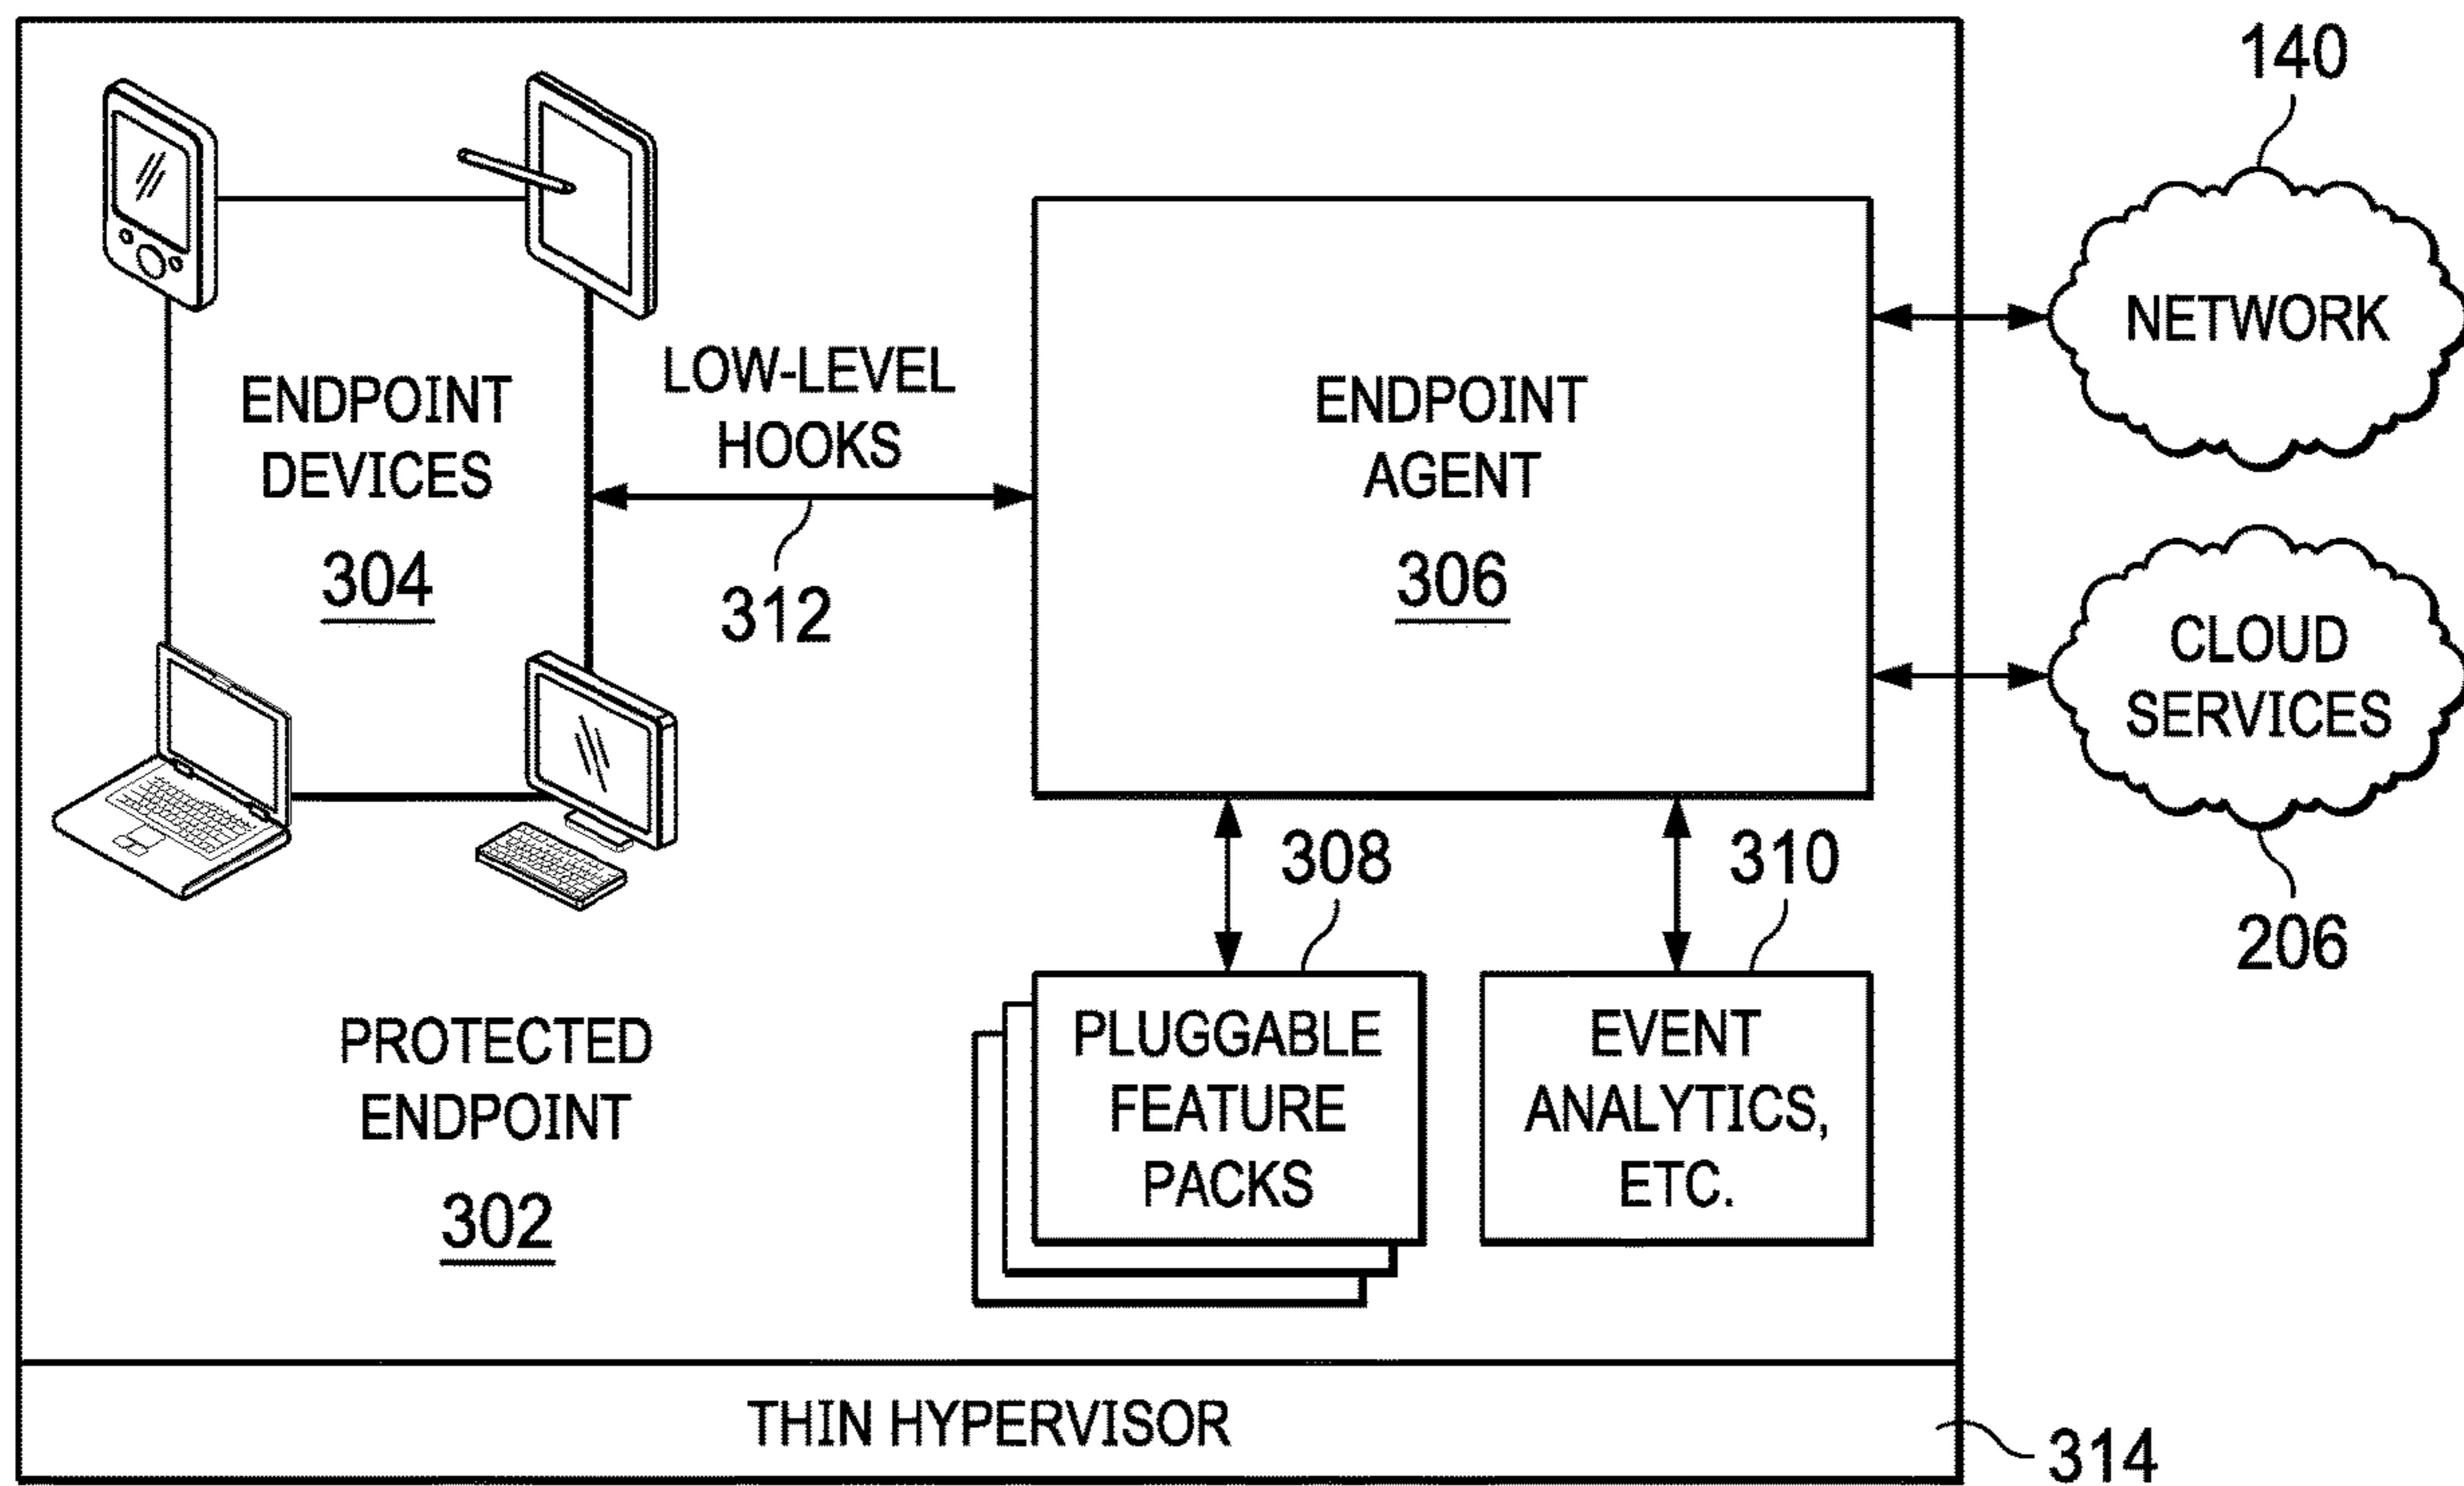 140
NETWORK
LOW-LEVEL
HOOKS
312
ENDPOINT
DEVICES
304
ENDPOINT
AGENT
306
CLOUD
SERVICES
206
308
310
PLUGGABLE
FEATURE
PACKS
EVENT
ANALYTICS,
ETC.
PROTECTED
ENDPOINT
302
THIN HYPERVISOR
314